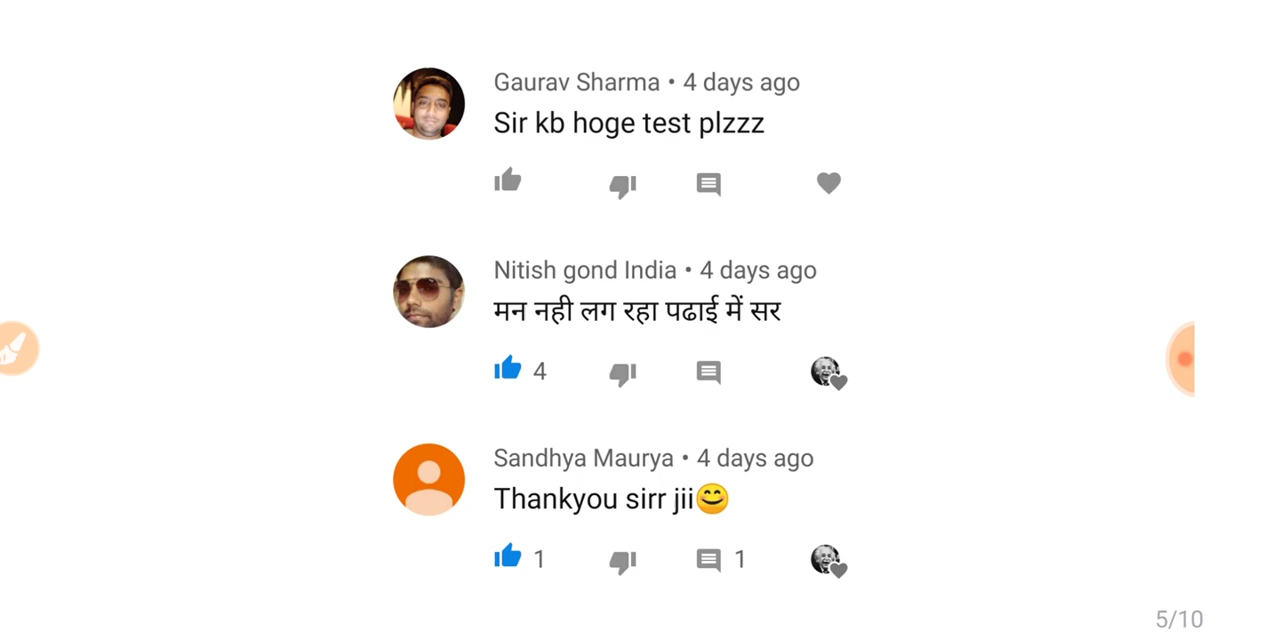 Gaurav Sharma • 4 days ago
Sir kb hoge test plzzz
Nitish gond India • 4 days ago
मन नही लग रहा पढाई में सर
4
Sandhya Maurya • 4 days ago
Thankyou sirr jii😊
1 1
5/10